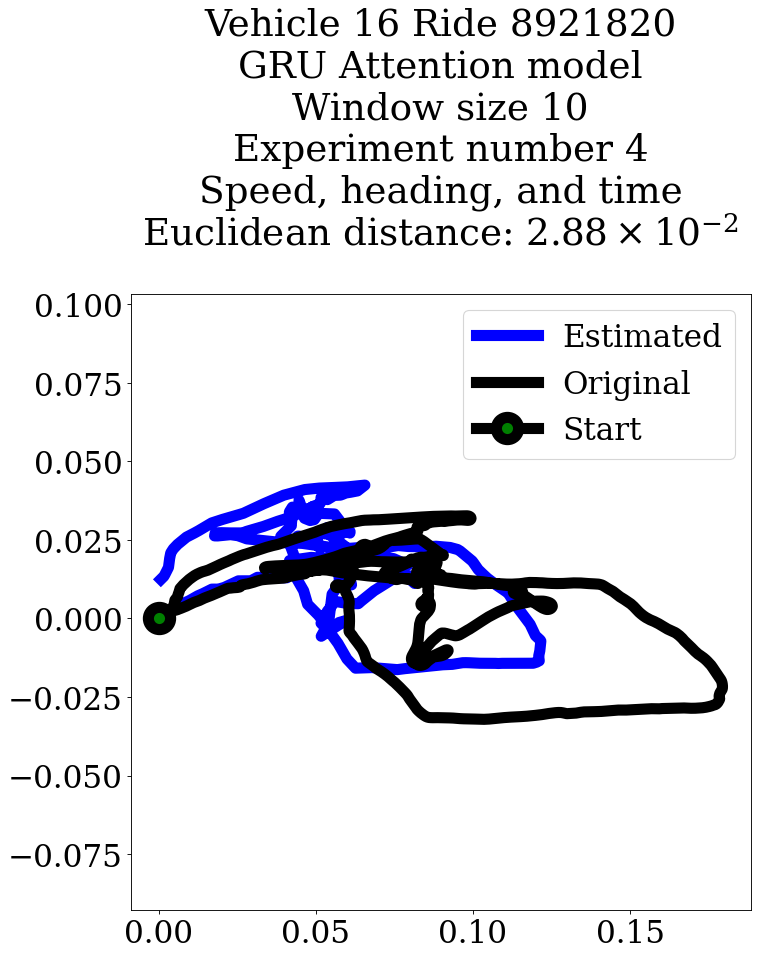 Vehicle 16 Ride 8921820
GRU Attention model
Window size 10
Experiment number 4
Speed, heading, and time
Euclidean distance: 2.88 × 10⁻²
Estimated
Original
Start
0.100
0.075
0.050
0.025
0.000
−0.025
−0.050
−0.075
0.00 0.05 0.10 0.15